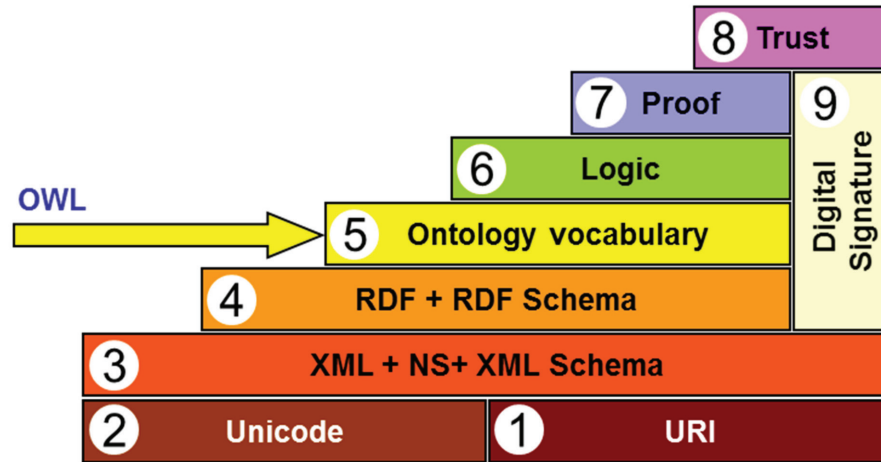 8 Trust
7 Proof
9 Digital Signature
6 Logic
OWL
5 Ontology vocabulary
4 RDF + RDF Schema
3 XML + NS+ XML Schema
2 Unicode
1 URI